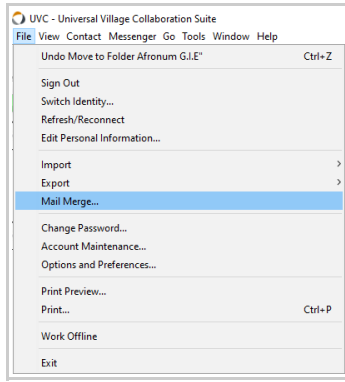 UVC - Universal Village Collaboration Suite
File View Contact Messenger Go Tools Window Help
Undo Move to Folder Afronum G.I.E" Ctrl+Z
Sign Out
Switch Identity...
Refresh/Reconnect
Edit Personal Information...
Import
Export
Mail Merge...
Change Password...
Account Maintenance...
Options and Preferences...
Print Preview...
Print... Ctrl+P
Work Offline
Exit